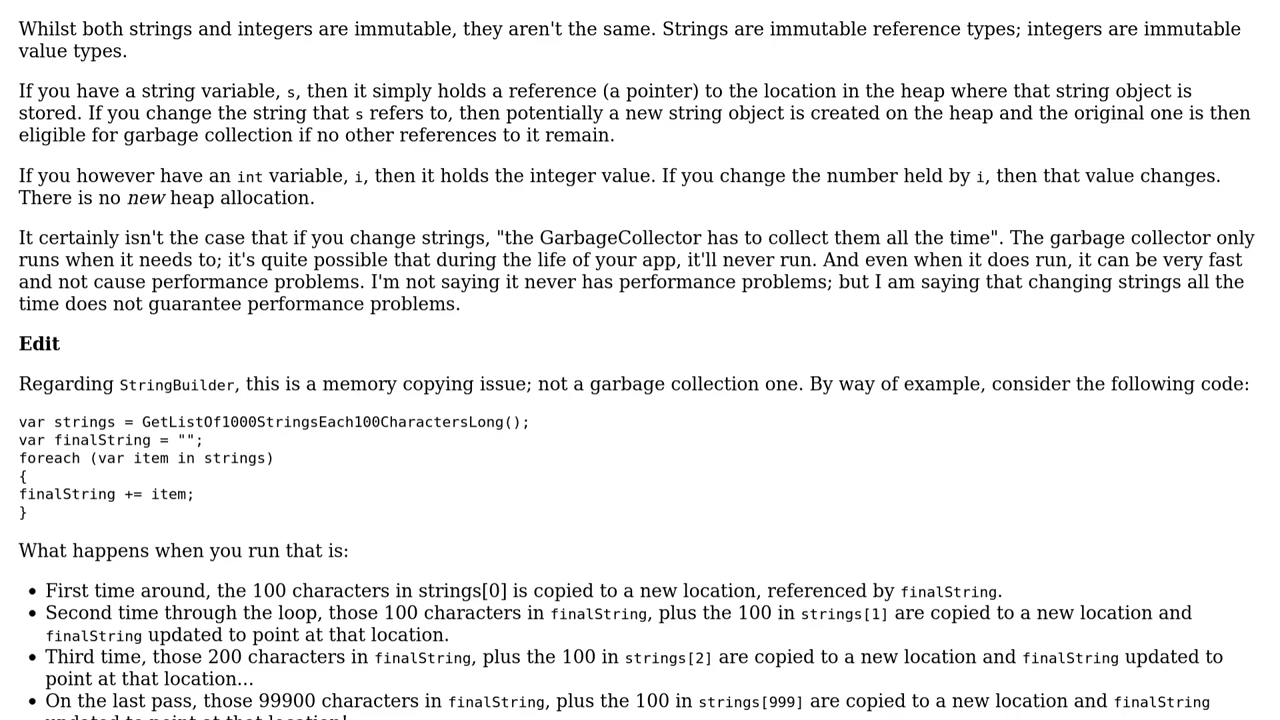 Whilst both strings and integers are immutable, they aren't the same. Strings are immutable reference types; integers are immutable
value types.
If you have a string variable, s, then it simply holds a reference (a pointer) to the location in the heap where that string object is
stored. If you change the string that s refers to, then potentially a new string object is created on the heap and the original one is then
eligible for garbage collection if no other references to it remain.
If you however have an int variable, i, then it holds the integer value. If you change the number held by i, then that value changes.
There is no new heap allocation.
It certainly isn't the case that if you change strings, "the GarbageCollector has to collect them all the time". The garbage collector only
runs when it needs to; it's quite possible that during the life of your app, it'll never run. And even when it does run, it can be very fast
and not cause performance problems. I'm not saying it never has performance problems; but I am saying that changing strings all the
time does not guarantee performance problems.
Edit
Regarding StringBuilder, this is a memory copying issue; not a garbage collection one. By way of example, consider the following code:
var strings = GetListOf1000StringsEach100CharactersLong();
var finalString = "";
foreach (var item in strings)
{
finalString += item;
}
What happens when you run that is:
• First time around, the 100 characters in strings[0] is copied to a new location, referenced by finalString.
• Second time through the loop, those 100 characters in finalString, plus the 100 in strings[1] are copied to a new location and
finalString updated to point at that location.
• Third time, those 200 characters in finalString, plus the 100 in strings[2] are copied to a new location and finalString updated to
point at that location...
• On the last pass, those 99900 characters in finalString, plus the 100 in strings[999] are copied to a new location and finalString